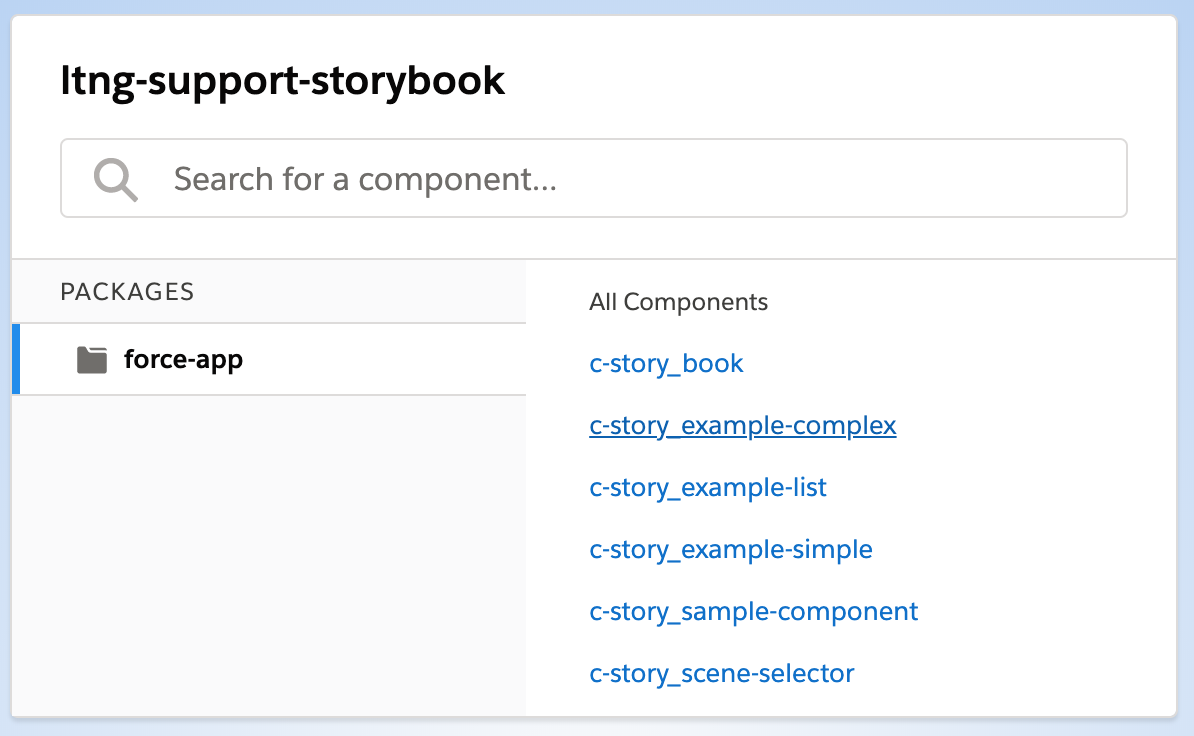 ltng-support-storybook
Search for a component...
PACKAGES
force-app
All Components
c-story_book
c-story_example-complex
c-story_example-list
c-story_example-simple
c-story_sample-component
c-story_scene-selector